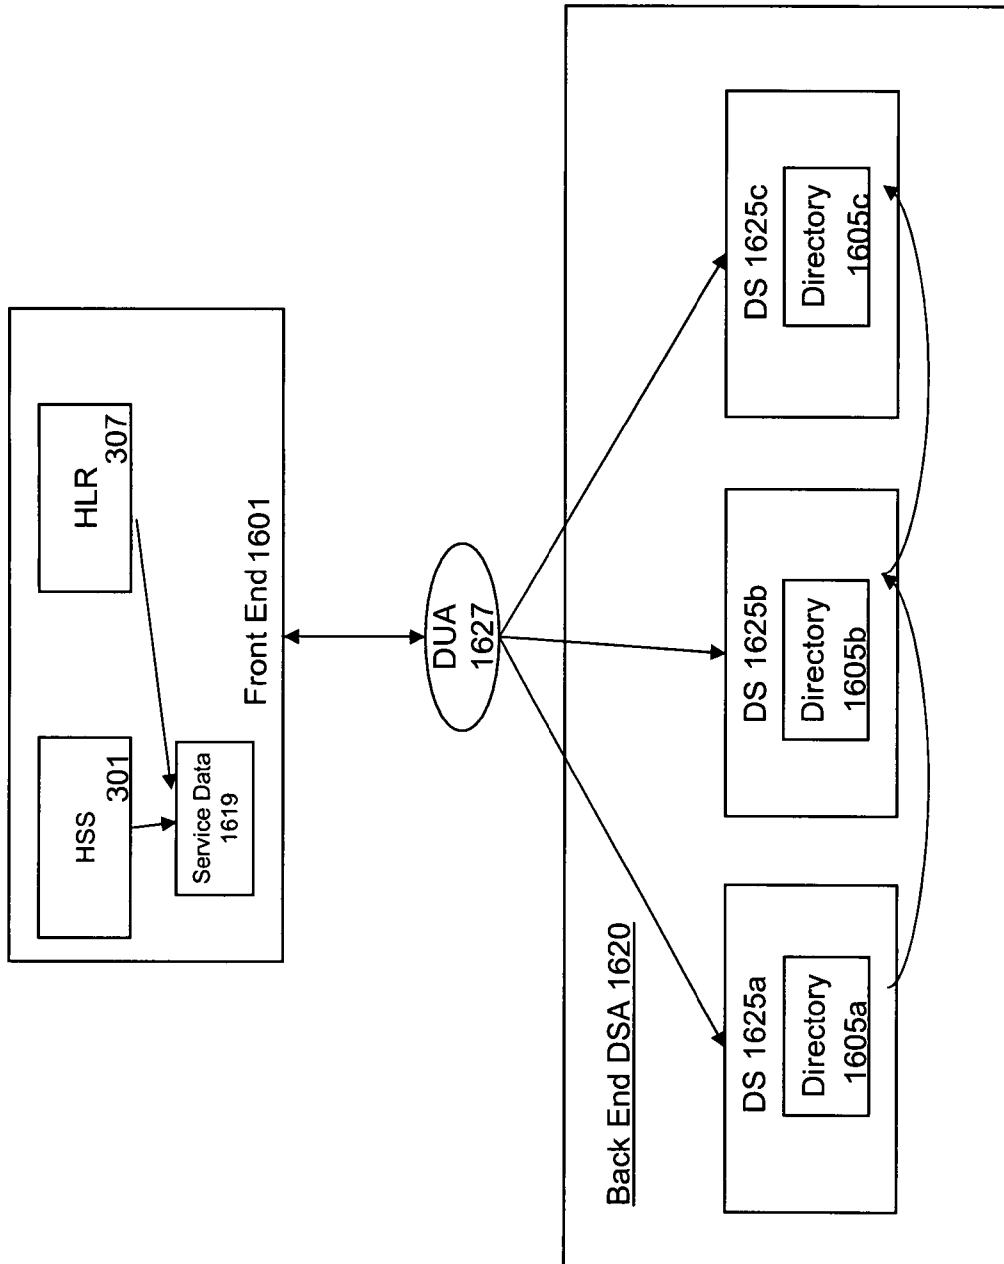 HSS
301
HLR
307
Service Data
1619
Front End 1601
DUA
1627
Back End DSA 1620
DS 1625a
Directory
1605a
DS 1625b
Directory
1605b
DS 1625c
Directory
1605c